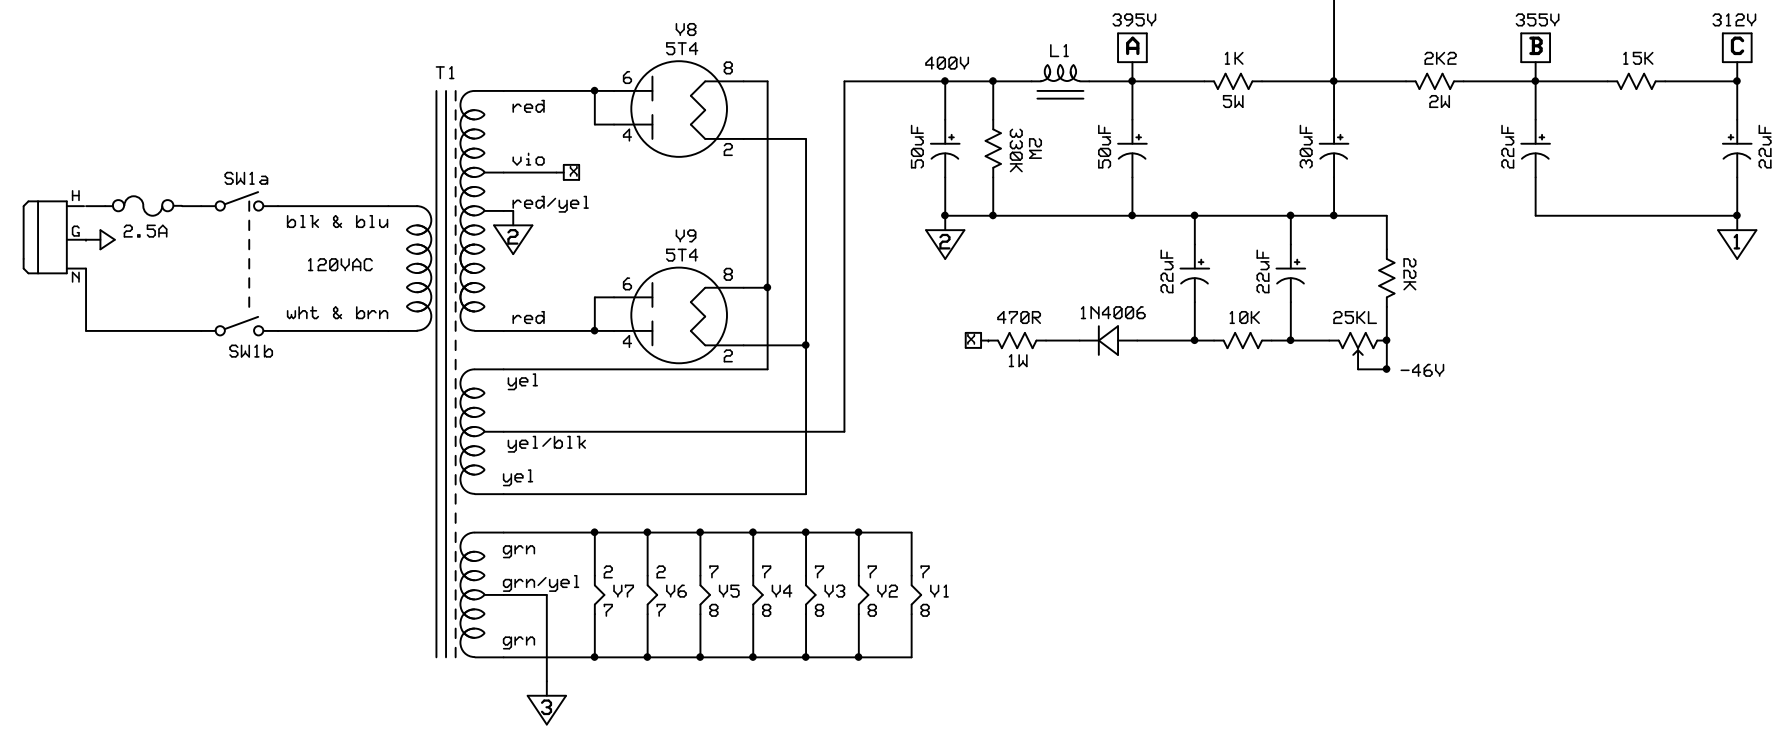 H
G
N
2.5A
SW1a
SW1b
blk & blu
120VAC
wht & brn
T1
red
vio
X
red/yel
2
red
yel
yel/blk
yel
grn
grn/yel
grn
3
V8
5T4
6
4
8
2
V9
5T4
6
4
8
2
2 V7 7
2 V6 7
7 V5 8
7 V4 8
7 V3 8
7 V2 8
7 V1 8
400V
50uF +
330K
2W
2
L1
395V
A
50uF +
1K
5W
30uF +
2K2
2W
355V
B
22uF +
15K
312V
C
22uF +
1
22uF +
22uF +
22K
X
470R
1W
1N4006
10K
25KL
-46V